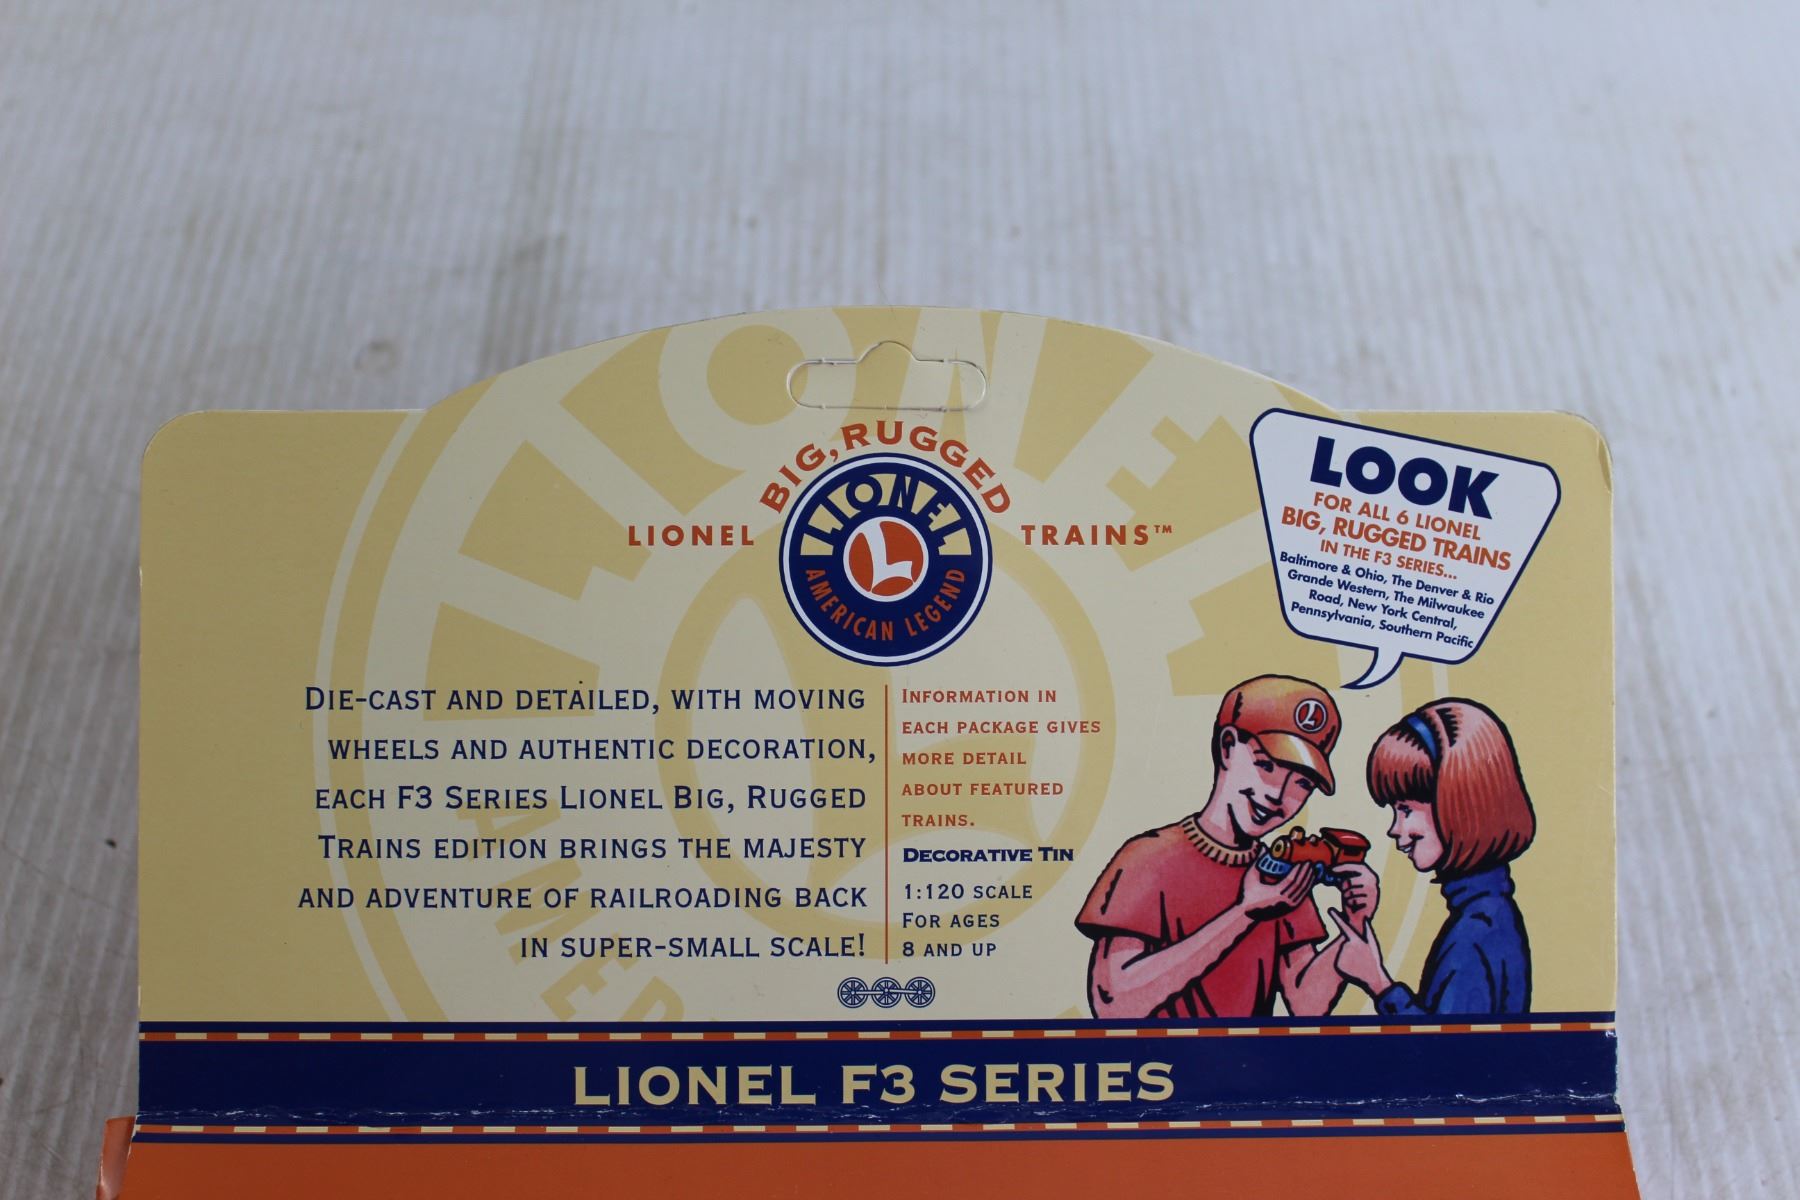 BIG, RUGGED
LIONEL TRAINS™
LIONEL
L
AMERICAN LEGEND
LOOK
FOR ALL 6 LIONEL
BIG, RUGGED TRAINS
IN THE F3 SERIES...
Baltimore & Ohio, The Denver & Rio
Grande Western, The Milwaukee
Road, New York Central,
Pennsylvania, Southern Pacific
DIE-CAST AND DETAILED, WITH MOVING
WHEELS AND AUTHENTIC DECORATION,
EACH F3 SERIES LIONEL BIG, RUGGED
TRAINS EDITION BRINGS THE MAJESTY
AND ADVENTURE OF RAILROADING BACK
IN SUPER-SMALL SCALE!
INFORMATION IN
EACH PACKAGE GIVES
MORE DETAIL
ABOUT FEATURED
TRAINS.
DECORATIVE TIN
1:120 SCALE
FOR AGES
8 AND UP
L
LIONEL F3 SERIES